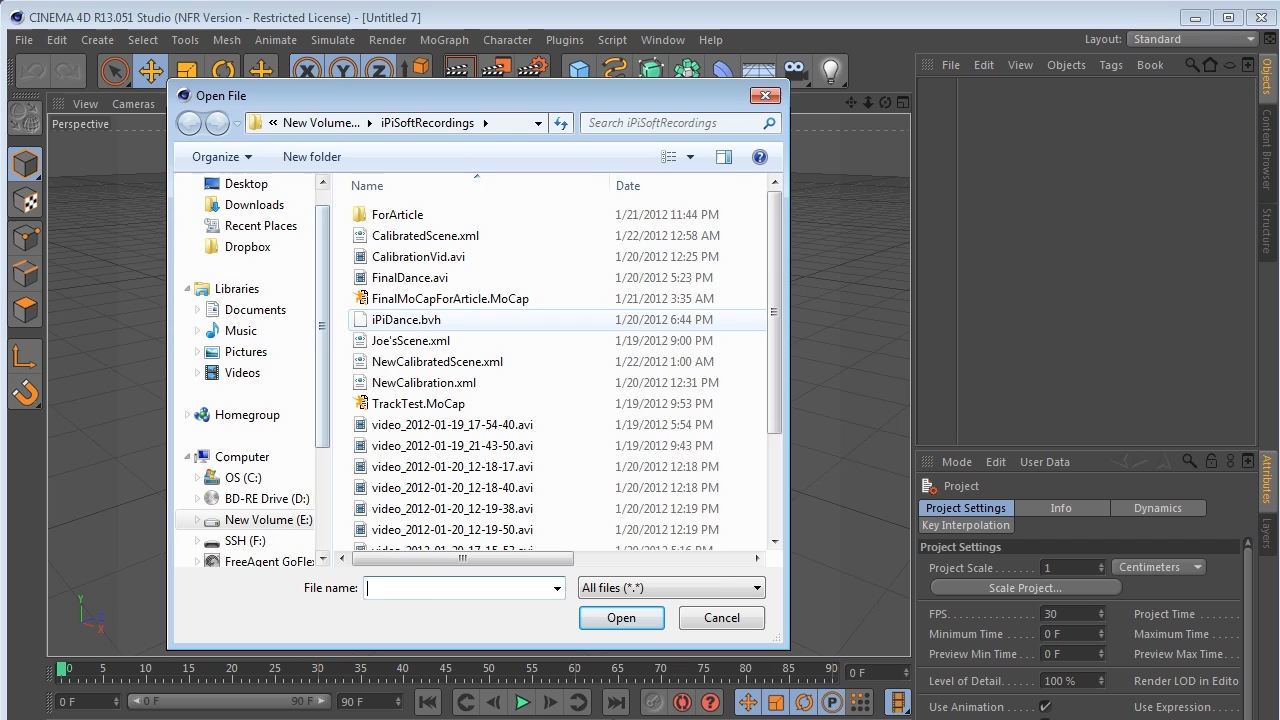 CINEMA 4D R13.051 Studio (NFR Version - Restricted License) - [Untitled 7]
File Edit Create Select Tools Mesh Animate Simulate Render MoGraph Character Plugins Script Window Help
Layout: Standard
View Cameras
Perspective
Open File
« New Volume... iPiSoftRecordings
Search iPiSoftRecordings
Organize New folder
Desktop
Downloads
Recent Places
Dropbox
Libraries
Documents
Music
Pictures
Videos
Homegroup
Computer
OS (C:)
BD-RE Drive (D:)
New Volume (E:)
SSH (F:)
FreeAgent GoFle
Name Date
ForArticle 1/21/2012 11:44 PM
CalibratedScene.xml 1/22/2012 12:58 AM
CalibrationVid.avi 1/20/2012 12:25 PM
FinalDance.avi 1/20/2012 5:23 PM
FinalMoCapForArticle.MoCap 1/21/2012 3:35 AM
iPiDance.bvh 1/20/2012 6:44 PM
Joe'sScene.xml 1/19/2012 9:00 PM
NewCalibratedScene.xml 1/22/2012 1:00 AM
NewCalibration.xml 1/20/2012 12:31 PM
TrackTest.MoCap 1/19/2012 9:53 PM
video_2012-01-19_17-54-40.avi 1/19/2012 5:54 PM
video_2012-01-19_21-43-50.avi 1/19/2012 9:43 PM
video_2012-01-20_12-18-17.avi 1/20/2012 12:18 PM
video_2012-01-20_12-18-40.avi 1/20/2012 12:18 PM
video_2012-01-20_12-19-38.avi 1/20/2012 12:19 PM
video_2012-01-20_12-19-50.avi 1/20/2012 12:19 PM
File name: All files (*.*)
Open Cancel
File Edit View Objects Tags Book
Objects
Content Browser
Structure
Mode Edit User Data
Attributes
Layers
Project
Project Settings Info Dynamics
Key Interpolation
Project Settings
Project Scale . . . . . . . 1 Centimeters
Scale Project...
FPS. . . . . . . . . . . . . . 30 Project Time
Minimum Time . . . 0 F Maximum Time
Preview Min Time . . . 0 F Preview Max Time
Level of Detail. . . . . 100 % Render LOD in Edito
Use Animation . . . . ✓ Use Expression
Y
Z
X
X Y Z
0 5 10 15 20 25 30 35 40 45 50 55 60 65 70 75 80 85 90 0 F
0 F 0 F 90 F 90 F
P